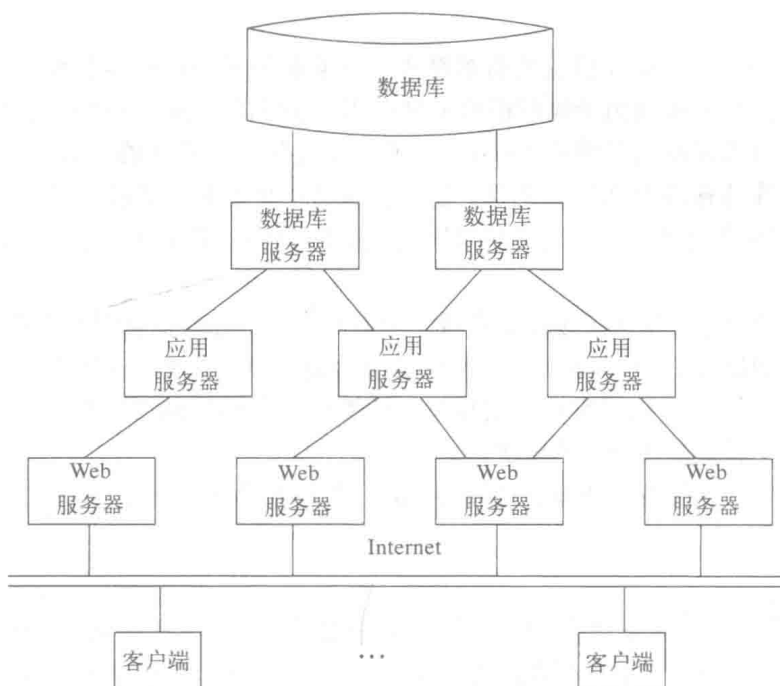 数据库
数据库
服务器
数据库
服务器
应用
服务器
应用
服务器
应用
服务器
Web
服务器
Web
服务器
Web
服务器
Web
服务器
Internet
客户端
…
客户端